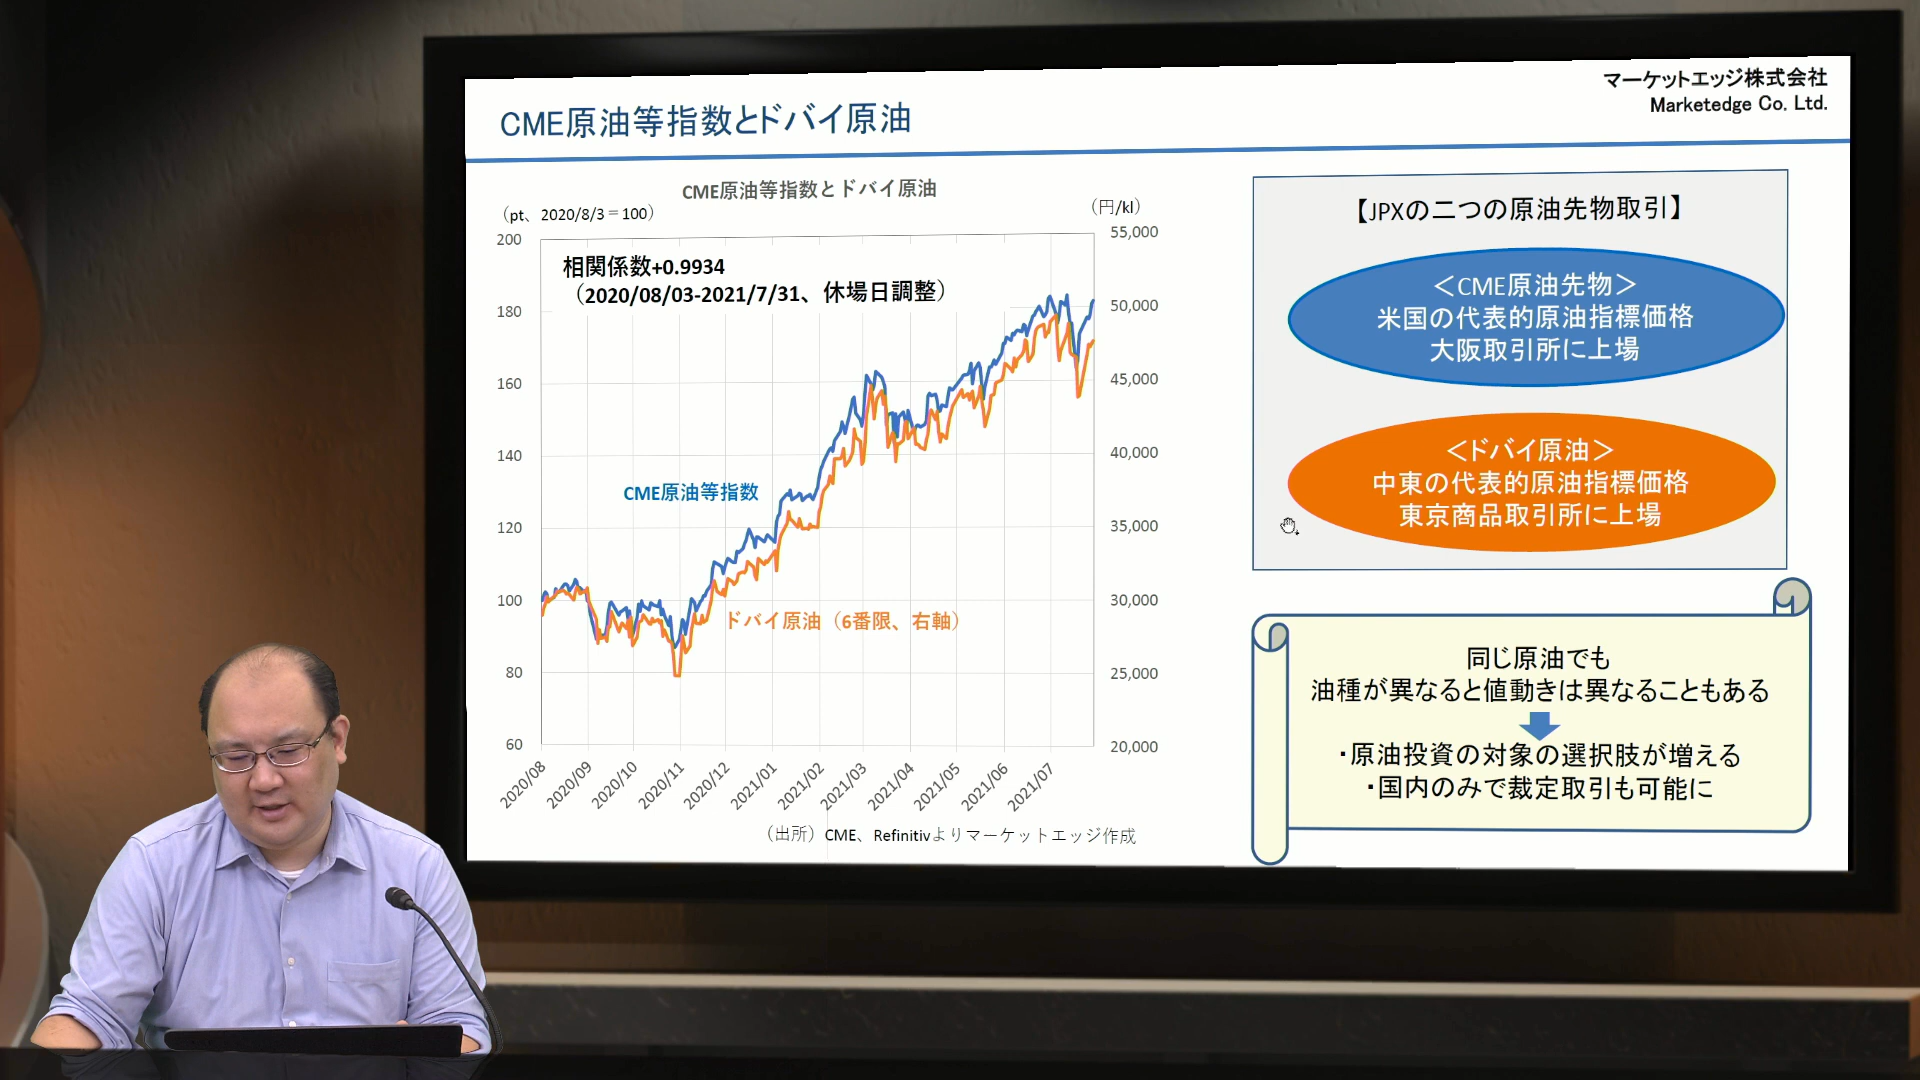 マーケットエッジ株式会社
Marketedge Co. Ltd.
CME原油等指数とドバイ原油
CME原油等指数とドバイ原油
（pt、2020/8/3＝100）
（円/kl）
200
180
160
140
120
100
80
60
55,000
50,000
45,000
40,000
35,000
30,000
25,000
20,000
相関係数+0.9934
（2020/08/03-2021/7/31、休場日調整）
CME原油等指数
ドバイ原油（6番限、右軸）
2020/08
2020/09
2020/10
2020/11
2020/12
2021/01
2021/02
2021/03
2021/04
2021/05
2021/06
2021/07
（出所）CME、Refinitivよりマーケットエッジ作成
【JPXの二つの原油先物取引】
＜CME原油先物＞
米国の代表的原油指標価格
大阪取引所に上場
＜ドバイ原油＞
中東の代表的原油指標価格
東京商品取引所に上場
同じ原油でも
油種が異なると値動きは異なることもある
・原油投資の対象の選択肢が増える
・国内のみで裁定取引も可能に